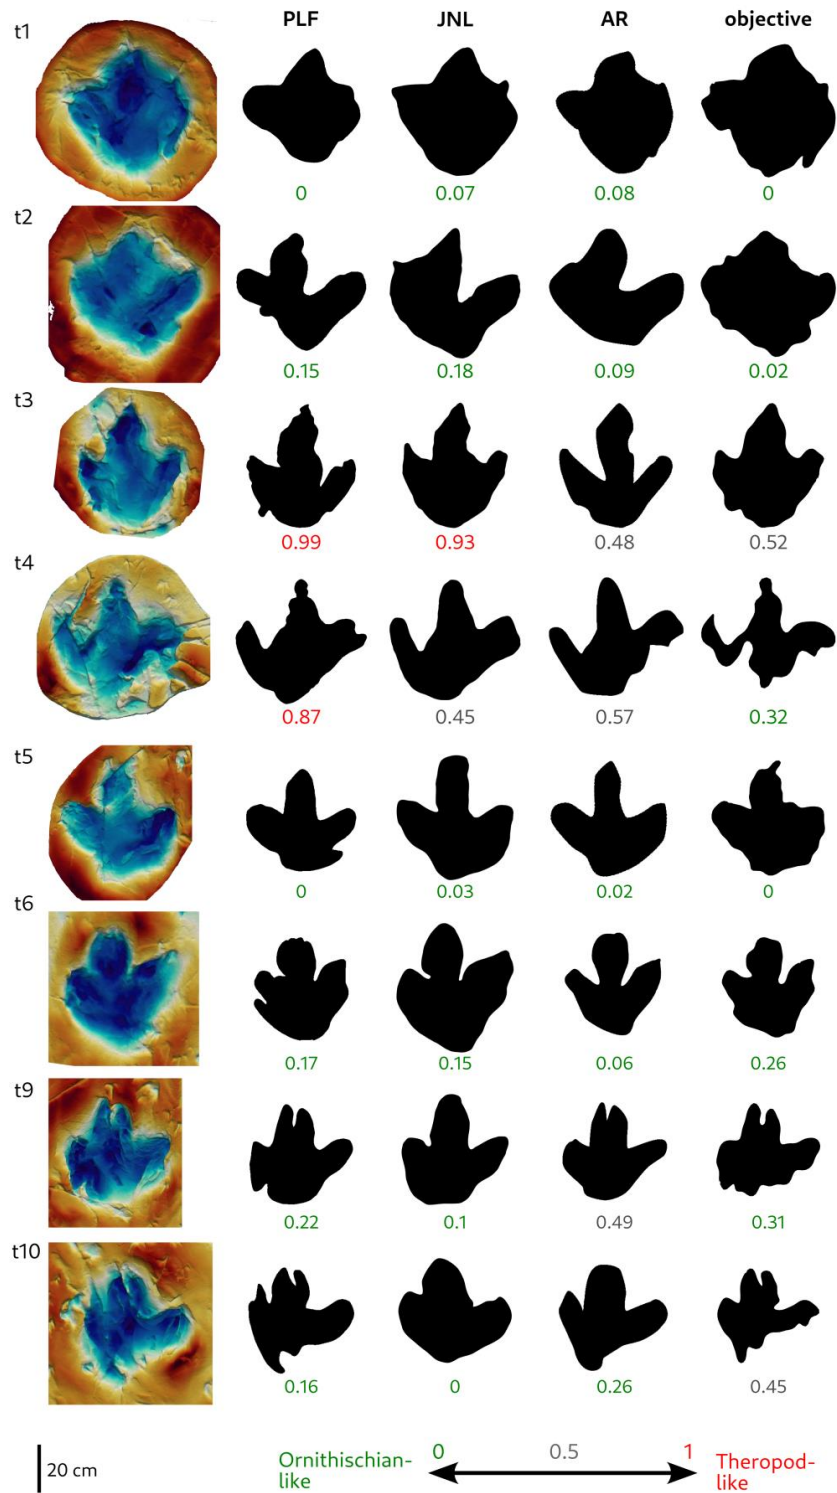 PLF JNL AR objective
t1
0 0.07 0.08 0
t2
0.15 0.18 0.09 0.02
t3
0.99 0.93 0.48 0.52
t4
0.87 0.45 0.57 0.32
t5
0 0.03 0.02 0
t6
0.17 0.15 0.06 0.26
t9
0.22 0.1 0.49 0.31
t10
0.16 0 0.26 0.45
20 cm
Ornithischian-
like
0 0.5 1
Theropod-
like